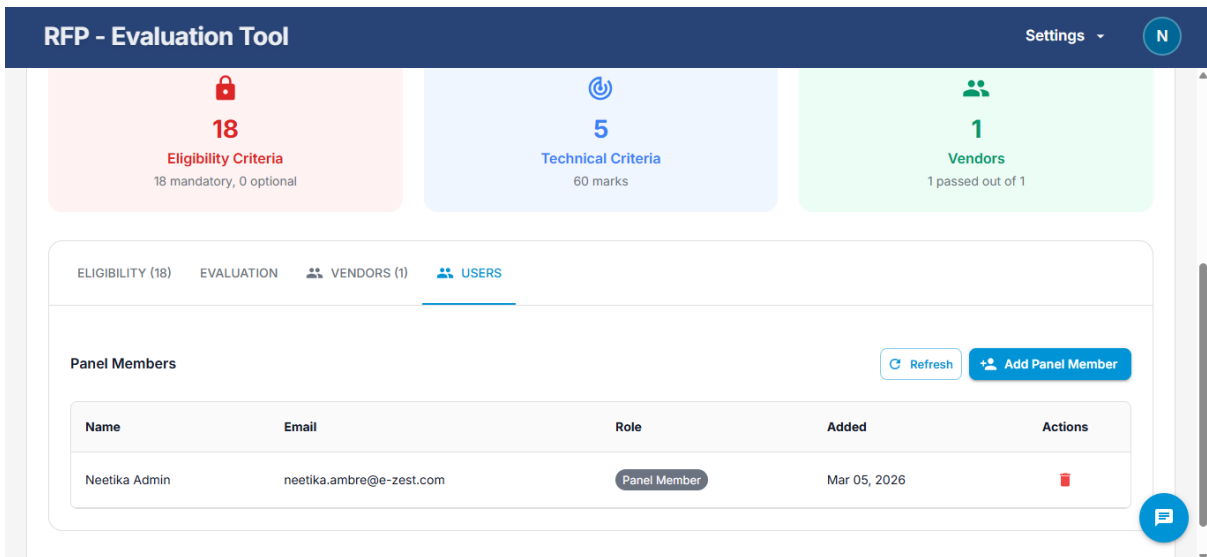 RFP - Evaluation Tool
Settings
N
18
Eligibility Criteria
18 mandatory, 0 optional
5
Technical Criteria
60 marks
1
Vendors
1 passed out of 1
ELIGIBILITY (18) EVALUATION VENDORS (1) USERS
Panel Members
Refresh
Add Panel Member
Name Email Role Added Actions
Neetika Admin neetika.ambre@e-zest.com Panel Member Mar 05, 2026